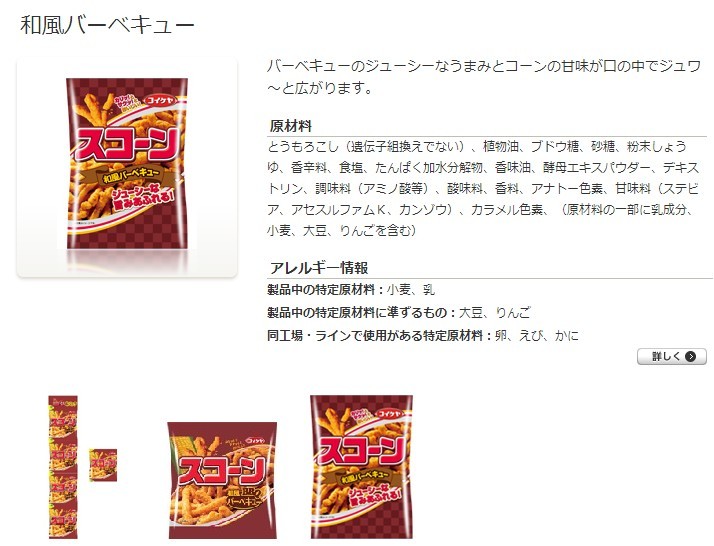 和風バーベキュー
バーベキューのジューシーなうまみとコーンの甘味が口の中でジュワ
～と広がります。
コイケヤ
スコーン
和風バーベキュー
ジューシーな
旨みあふれる!
原材料
とうもろこし（遺伝子組換えでない）、植物油、ブドウ糖、砂糖、粉末しょう
ゆ、香辛料、食塩、たんぱく加水分解物、香味油、酵母エキスパウダー、デキス
トリン、調味料（アミノ酸等）、酸味料、香料、アナトー色素、甘味料（ステビ
ア、アセスルファムＫ、カンゾウ）、カラメル色素、（原材料の一部に乳成分、
小麦、大豆、りんごを含む）
アレルギー情報
製品中の特定原材料：小麦、乳
製品中の特定原材料に準ずるもの：大豆、りんご
同工場・ラインで使用がある特定原材料：卵、えび、かに
詳しく
コイケヤ
スコーン
和風
バーベキュー
コイケヤ
スコーン
和風バーベキュー
ジューシーな
旨みあふれる!